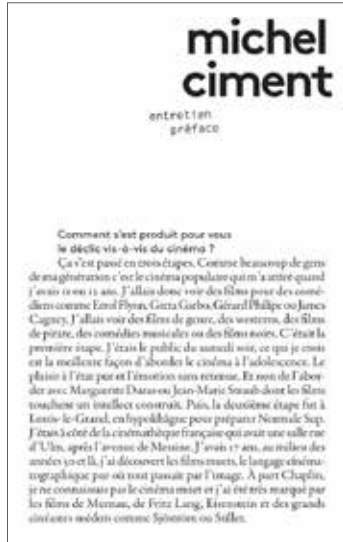 michel
ciment
entretien
préface
Comment s'est produit pour vous
le déclic vis-à-vis du cinéma ?
Ça s'est passé en trois étapes. Comme beaucoup de gens
de ma génération c'est le cinéma populaire qui m'a attiré quand
j'avais 11 ou 12 ans. J'allais donc voir des films pour des comé-
diens comme Errol Flynn, Greta Garbo, Gérard Philipe ou James
Cagney. J'allais voir des films de genre, des westerns, des films
de pirate, des comédies musicales ou des films noirs. C'était la
première étape. J'étais le public du samedi soir, ce qui je crois
est la meilleure façon d'aborder le cinéma à l'adolescence. Le
plaisir à l'état pur et l'émotion sans retenue. Et non de l'abor-
der avec Marguerite Duras ou Jean-Marie Straub dont les films
touchent un intellect construit. Puis, la deuxième étape fut à
Louis-le-Grand, en hypokhâgne pour préparer Normale Sup.
J'étais à côté de la cinémathèque française qui avait une salle rue
d'Ulm, après l'avenue de Messine. J'avais 17 ans, au milieu des
années 50 et là, j'ai découvert les films muets, le langage cinéma-
tographique par où tout passait par l'image. À part Chaplin,
je ne connaissais pas le cinéma muet et j'ai été très marqué par
les films de Murnau, de Fritz Lang, Eisenstein et des grands
cinéastes suédois comme Sjöström ou Stiller.